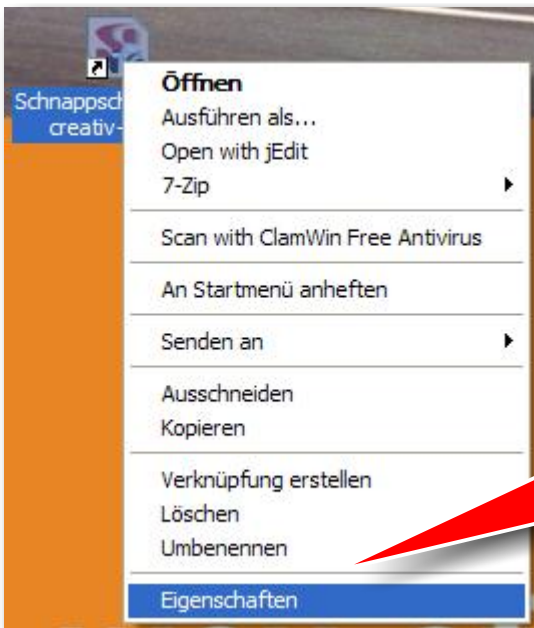 Schnappsch
creativ-
Öffnen
Ausführen als...
Open with jEdit
7-Zip
Scan with ClamWin Free Antivirus
An Startmenü anheften
Senden an
Ausschneiden
Kopieren
Verknüpfung erstellen
Löschen
Umbenennen
Eigenschaften